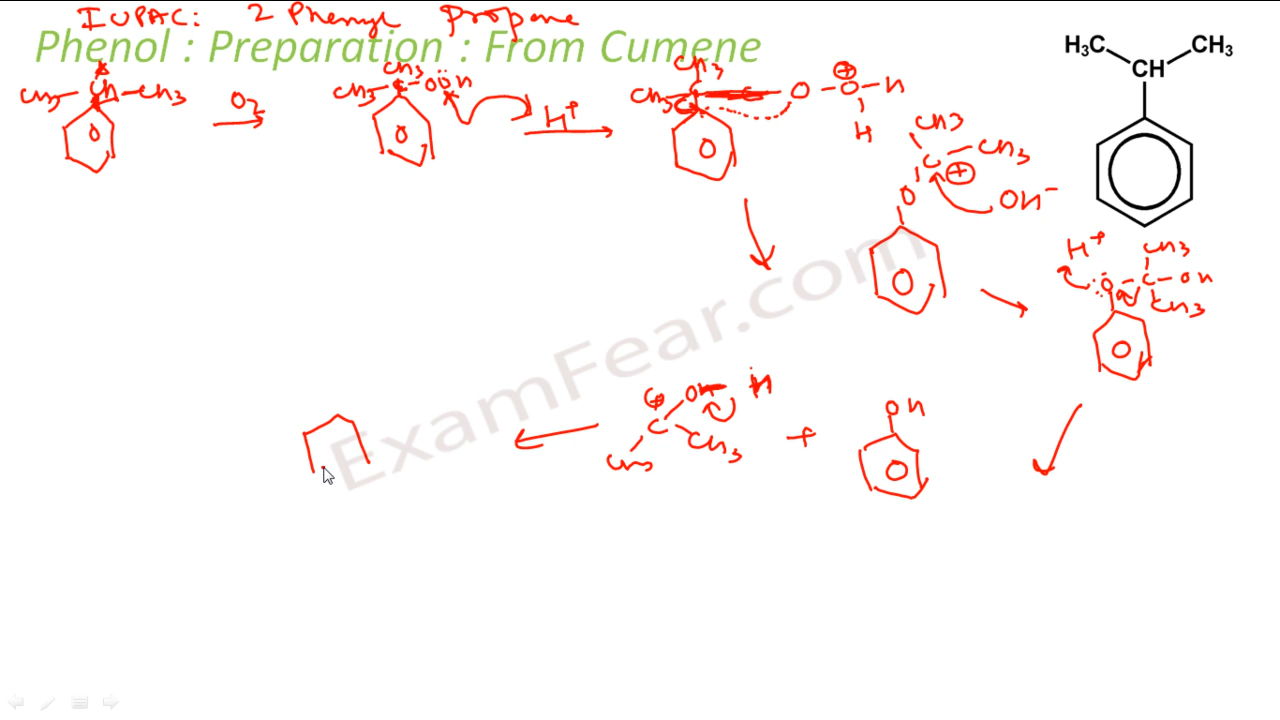 IUPAC: 2 Phenyl Propane
Phenol : Preparation : From Cumene
H₃C CH₃
CH
CH₃ CH CH₃
O₂
CH₃
CH₃ C OÖH
H⁺
CH₃
CH₃ C O O H
⊕
H
CH₃
C CH₃
⊕
O
OH⁻
H⁺ CH₃
O C OH
CH₃
⊕ OH H
C
CH₃ CH₃
+
OH
ExamFear.com